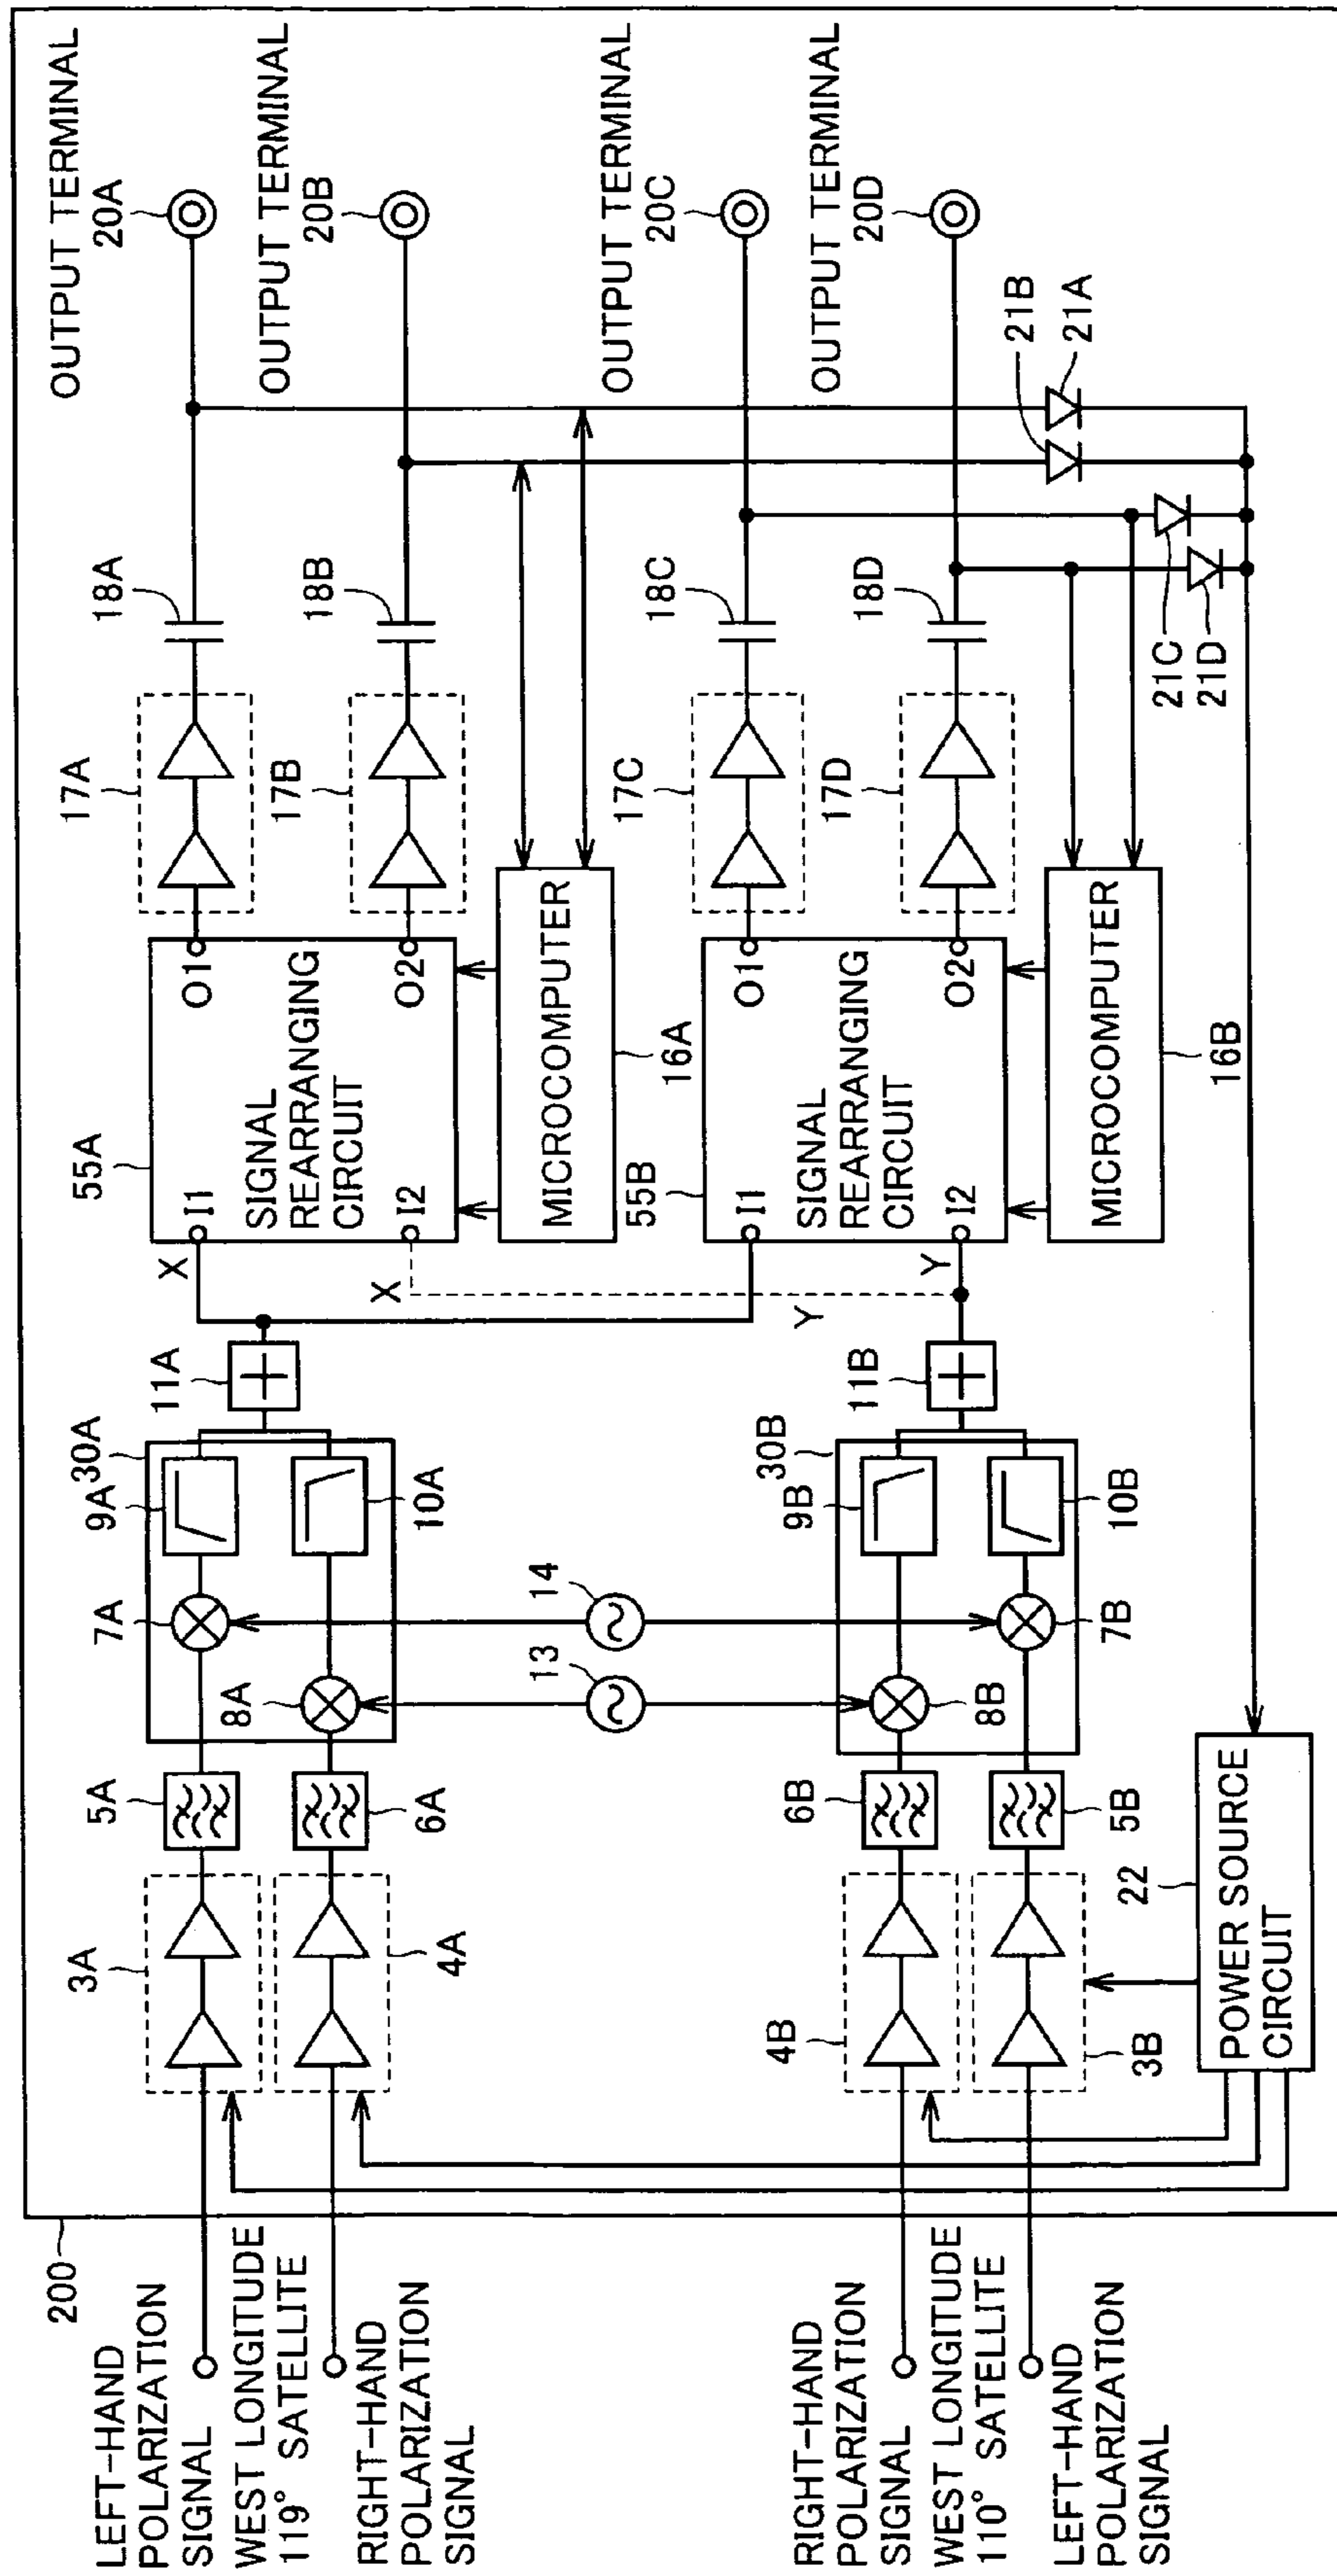 200
LEFT-HAND
POLARIZATION
SIGNAL
WEST LONGITUDE
119° SATELLITE
RIGHT-HAND
POLARIZATION
SIGNAL
RIGHT-HAND
POLARIZATION
SIGNAL
WEST LONGITUDE
110° SATELLITE
LEFT-HAND
POLARIZATION
SIGNAL
3A
4A
4B
3B
5A
6A
6B
5B
22
POWER SOURCE
CIRCUIT
7A
8A
13
14
8B
7B
9A
30A
10A
9B
30B
10B
11A
11B
X
X
Y
Y
55A
I1
SIGNAL
REARRANGING
CIRCUIT
I2
O1
O2
MICROCOMPUTER
16A
55B
I1
SIGNAL
REARRANGING
CIRCUIT
I2
O1
O2
MICROCOMPUTER
16B
17A
17B
17C
17D
18A
18B
18C
18D
21C
21D
21B
21A
OUTPUT TERMINAL
20A
OUTPUT TERMINAL
20B
OUTPUT TERMINAL
20C
OUTPUT TERMINAL
20D